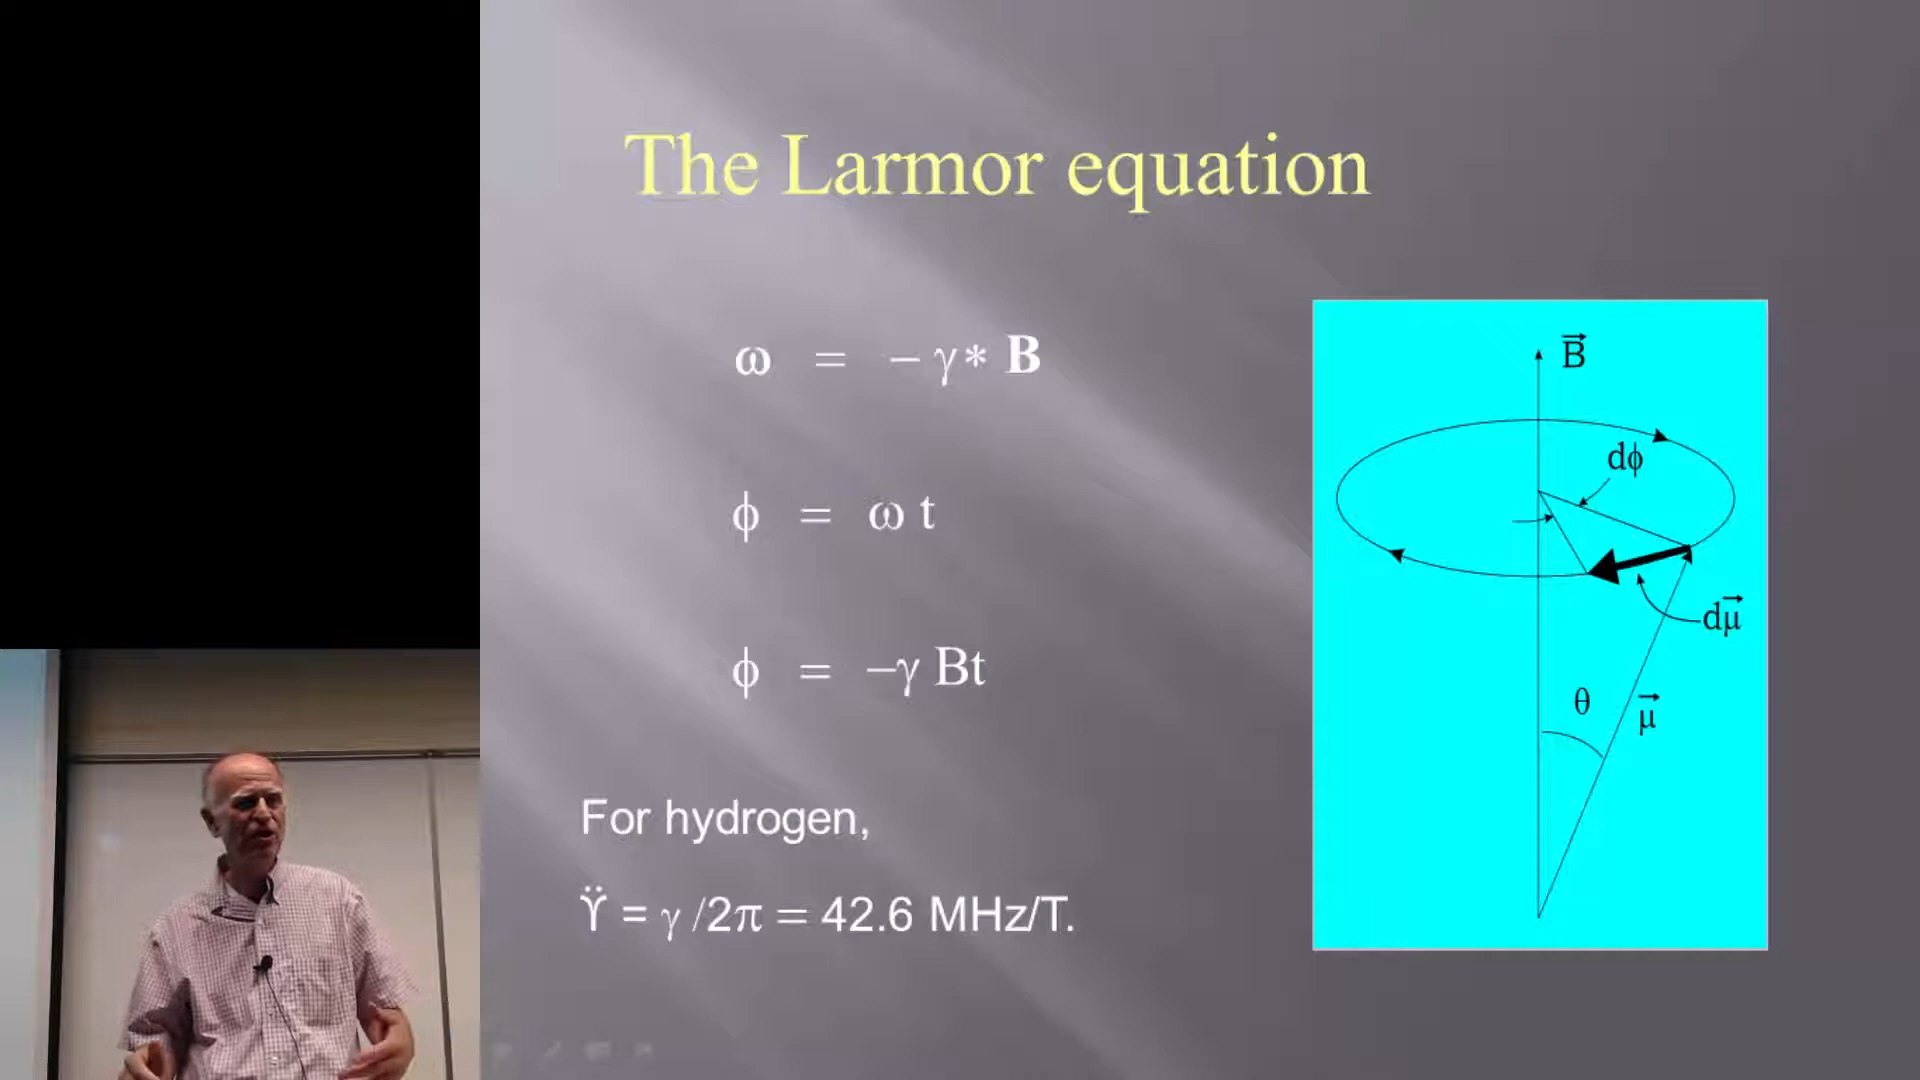 The Larmor equation
ω = – γ* B
φ = ω t
φ = –γ Bt
For hydrogen,
Ϋ = γ /2π = 42.6 MHz/T.
B⃗
dφ
dμ⃗
θ
μ⃗